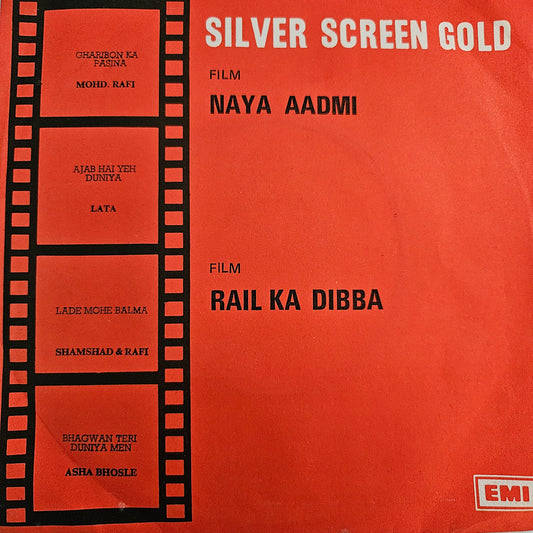 SILVER SCREEN GOLD
FILM
NAYA AADMI
GHARIBON KA
PASINA
MOHD. RAFI
AJAB HAI YEH
DUNIYA
LATA
FILM
RAIL KA DIBBA
LADE MOHE BALMA
SHAMSHAD & RAFI
BHAGWAN TERI
DUNIYA MEN
ASHA BHOSLE
EMI